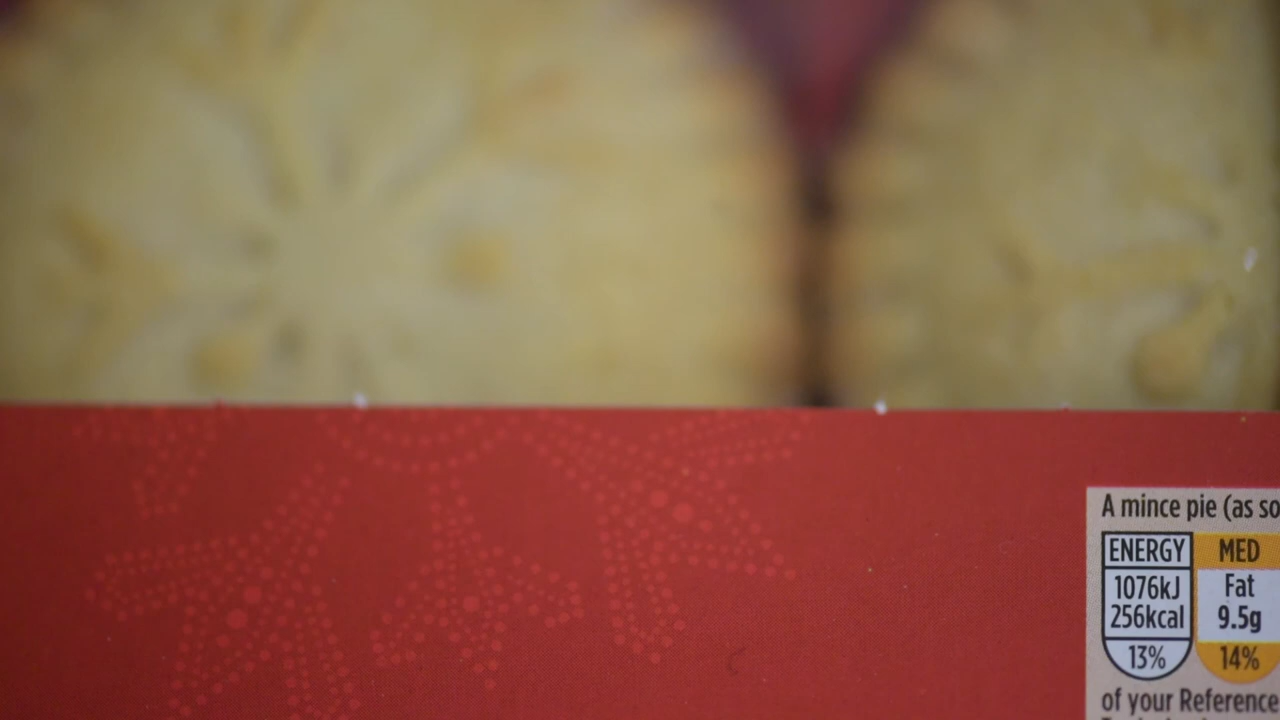 A mince pie (as so
ENERGY MED
1076kJ Fat
256kcal 9.5g
13% 14%
of your Reference